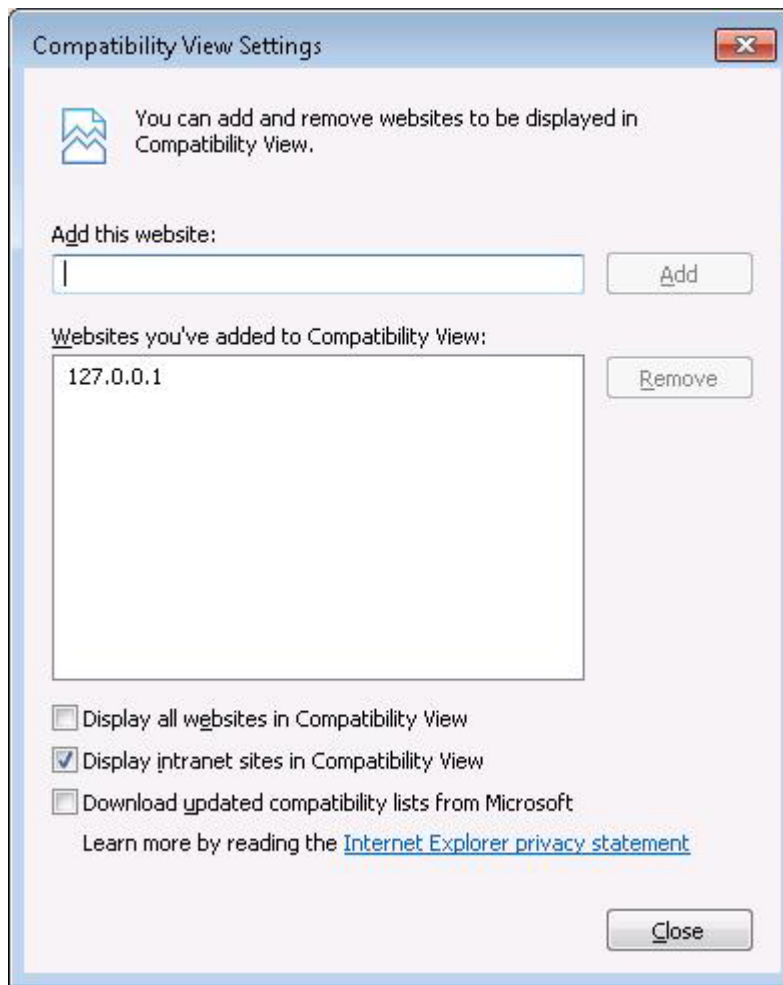 Compatibility View Settings
You can add and remove websites to be displayed in
Compatibility View.
Add this website:
Add
Websites you've added to Compatibility View:
127.0.0.1
Remove
Display all websites in Compatibility View
Display intranet sites in Compatibility View
Download updated compatibility lists from Microsoft
Learn more by reading the Internet Explorer privacy statement
Close